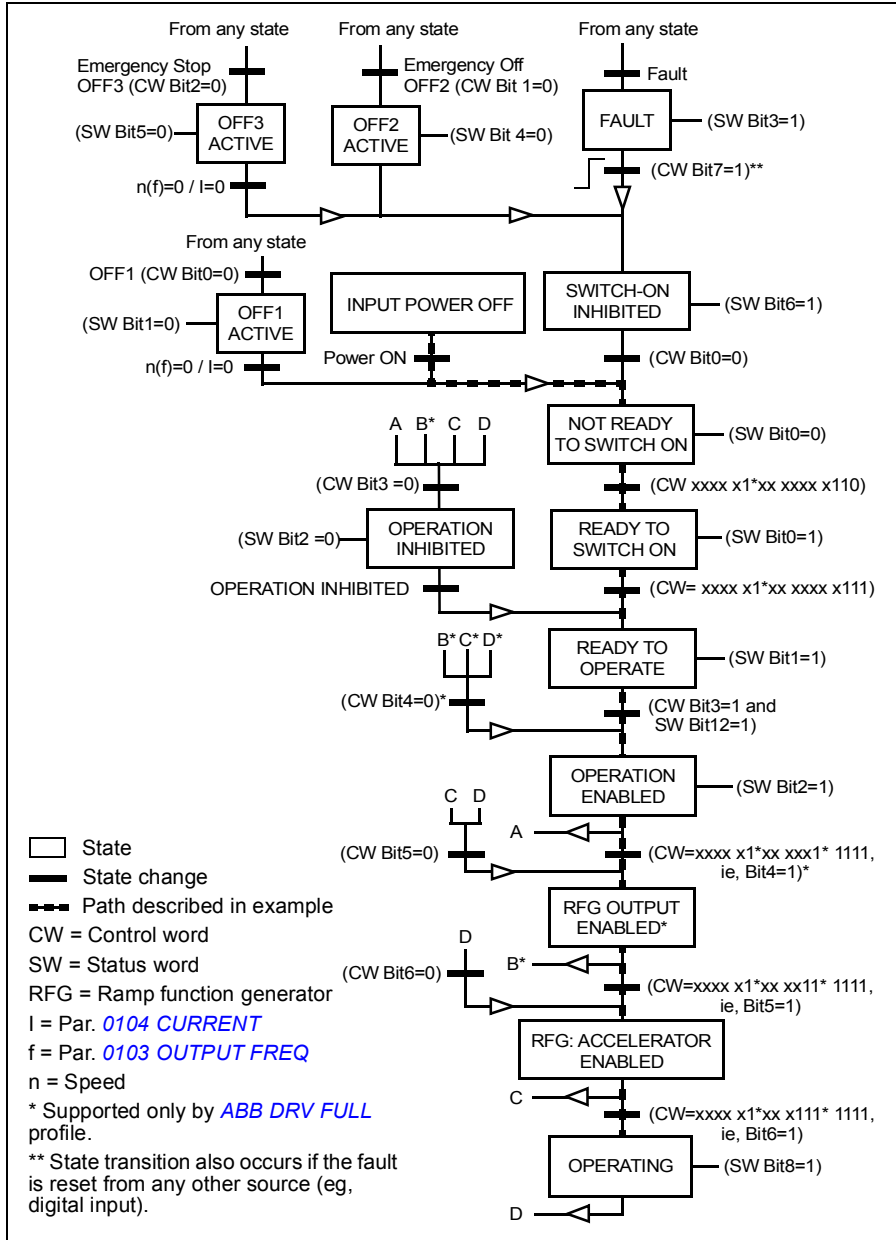 From any state
From any state
From any state
Emergency Stop
OFF3 (CW Bit2=0)
Emergency Off
OFF2 (CW Bit 1=0)
Fault
(SW Bit5=0)
OFF3
ACTIVE
OFF2
ACTIVE
(SW Bit 4=0)
FAULT
(SW Bit3=1)
n(f)=0 / I=0
(CW Bit7=1)**
From any state
OFF1 (CW Bit0=0)
(SW Bit1=0)
OFF1
ACTIVE
INPUT POWER OFF
SWITCH-ON
INHIBITED
(SW Bit6=1)
n(f)=0 / I=0
Power ON
(CW Bit0=0)
A B* C D
NOT READY
TO SWITCH ON
(SW Bit0=0)
(CW Bit3 =0)
(CW xxxx x1*xx xxxx x110)
(SW Bit2 =0)
OPERATION
INHIBITED
READY TO
SWITCH ON
(SW Bit0=1)
OPERATION INHIBITED
(CW= xxxx x1*xx xxxx x111)
B* C* D*
READY TO
OPERATE
(SW Bit1=1)
(CW Bit4=0)*
(CW Bit3=1 and
SW Bit12=1)
OPERATION
ENABLED
(SW Bit2=1)
C D
A
(CW Bit5=0)
(CW=xxxx x1*xx xxx1* 1111,
ie, Bit4=1)*
RFG OUTPUT
ENABLED*
D
B*
(CW Bit6=0)
(CW=xxxx x1*xx xx11* 1111,
ie, Bit5=1)
RFG: ACCELERATOR
ENABLED
C
(CW=xxxx x1*xx x111* 1111,
ie, Bit6=1)
OPERATING
(SW Bit8=1)
D
State
State change
Path described in example
CW = Control word
SW = Status word
RFG = Ramp function generator
I = Par. 0104 CURRENT
f = Par. 0103 OUTPUT FREQ
n = Speed
* Supported only by ABB DRV FULL
profile.
** State transition also occurs if the fault
is reset from any other source (eg,
digital input).